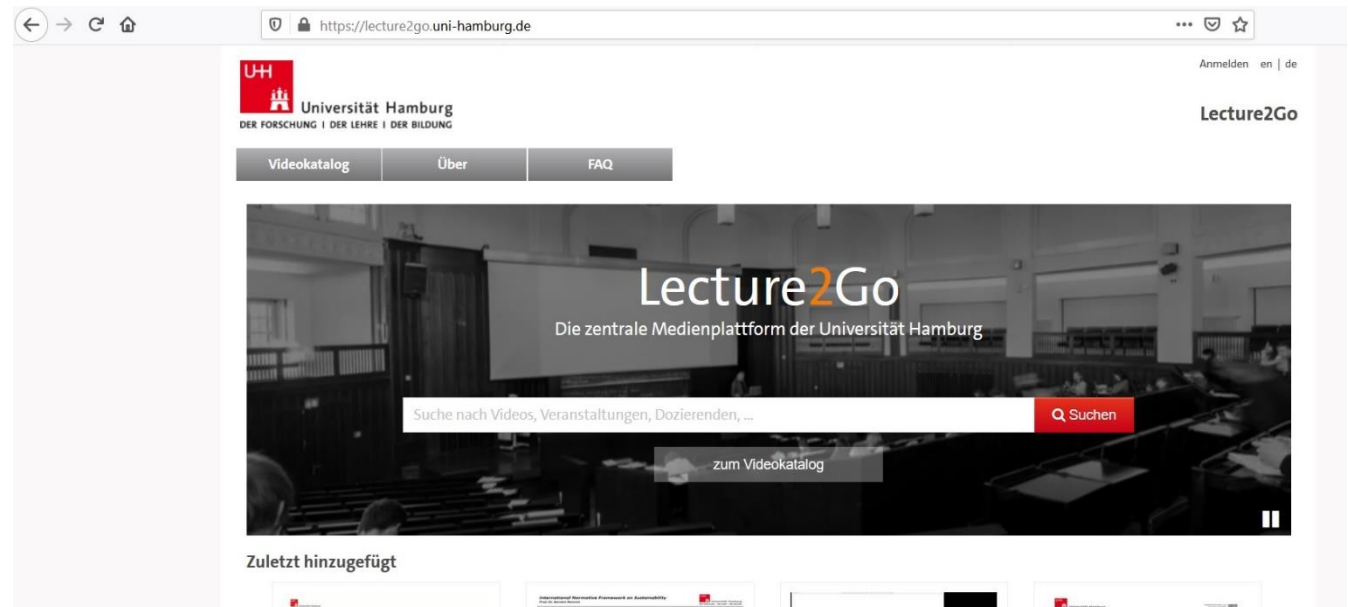 https://lecture2go.uni-hamburg.de
Anmelden en | de
UH
Universität Hamburg
DER FORSCHUNG | DER LEHRE | DER BILDUNG
Lecture2Go
Videokatalog Über FAQ
Lecture2Go
Die zentrale Medienplattform der Universität Hamburg
Suche nach Videos, Veranstaltungen, Dozierenden, ...
Suchen
zum Videokatalog
Zuletzt hinzugefügt
International Normative Framework on Sustainability